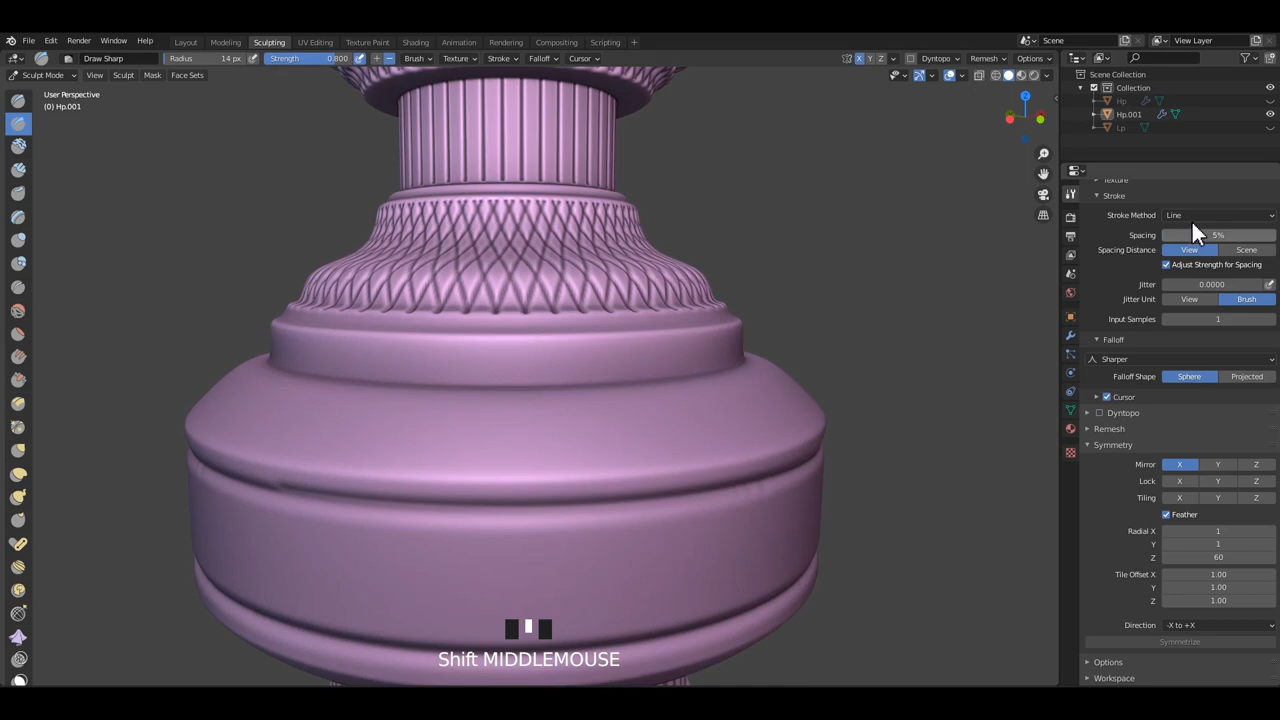 File Edit Render Window Help Layout Modeling Sculpting UV Editing Texture Paint Shading Animation Rendering Compositing Scripting + Scene View Layer
Draw Sharp Radius 14 px Strength 0.800 + − Brush Texture Stroke Falloff Cursor X Y Z Dyntopo Remesh Options
Sculpt Mode View Sculpt Mask Face Sets
Scene Collection
Collection
Hp
Hp.001
Lp
User Perspective
(0) Hp.001
Z
Texture
Stroke
Stroke Method Line
Spacing 5%
Spacing Distance View Scene
Adjust Strength for Spacing
Jitter 0.0000
Jitter Unit View Brush
Input Samples 1
Falloff
Sharper
Falloff Shape Sphere Projected
Cursor
Dyntopo
Remesh
Symmetry
Mirror X Y Z
Lock X Y Z
Tiling X Y Z
Feather
Radial X 1
Y 1
Z 60
Tile Offset X 1.00
Y 1.00
Z 1.00
Direction -X to +X
Symmetrize
Options
Workspace
Shift MIDDLEMOUSE